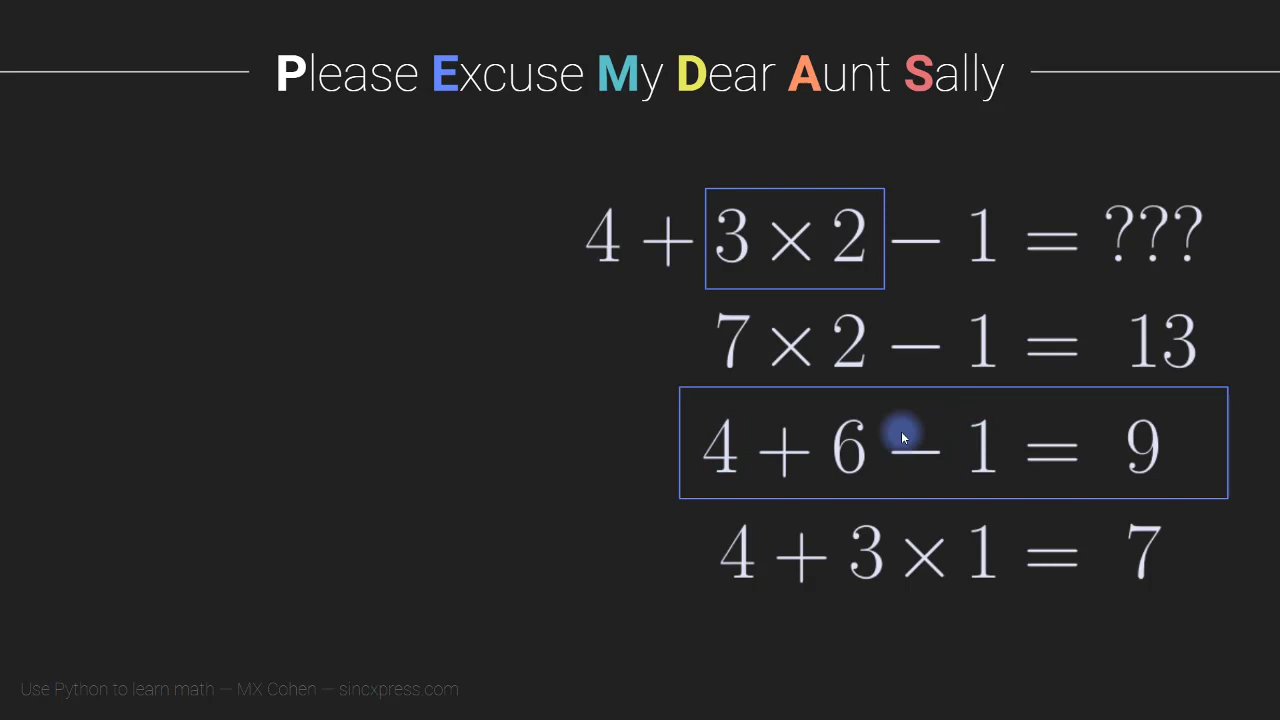 Please Excuse My Dear Aunt Sally
4 + 3 × 2 − 1 = ???
7 × 2 − 1 = 13
4 + 6 − 1 = 9
4 + 3 × 1 = 7
Use Python to learn math — MX Cohen — sincxpress.com